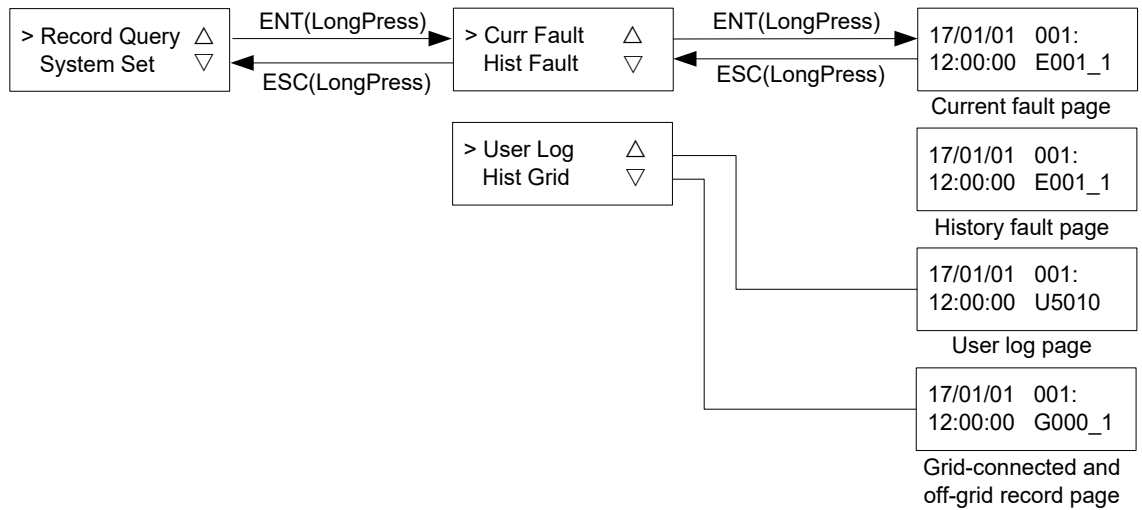 > Record Query △
System Set ▽
ENT(LongPress)
ESC(LongPress)
> Curr Fault △
Hist Fault ▽
ENT(LongPress)
ESC(LongPress)
17/01/01 001:
12:00:00 E001_1
Current fault page
> User Log △
Hist Grid ▽
17/01/01 001:
12:00:00 E001_1
History fault page
17/01/01 001:
12:00:00 U5010
User log page
17/01/01 001:
12:00:00 G000_1
Grid-connected and
off-grid record page